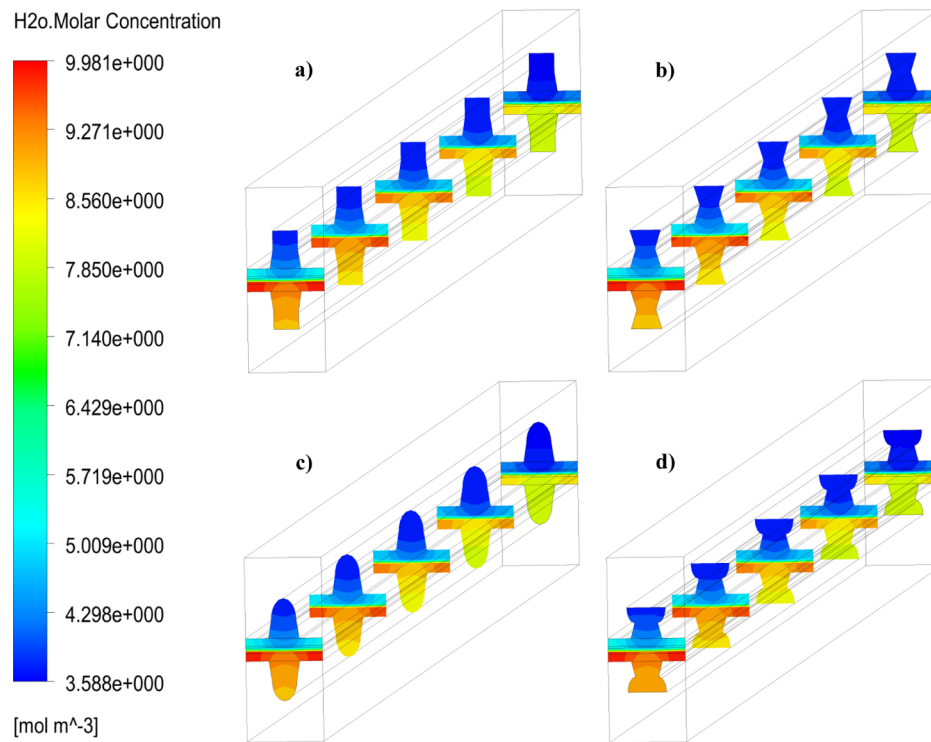 H2o.Molar Concentration
9.981e+000
9.271e+000
8.560e+000
7.850e+000
7.140e+000
6.429e+000
5.719e+000
5.009e+000
4.298e+000
3.588e+000
[mol m^-3]
a)
b)
c)
d)